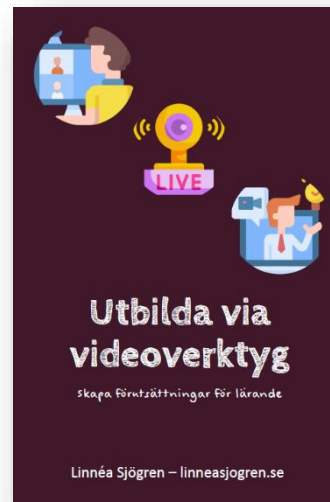 LIVE
Utbilda via
videoverktyg
skapa förutsättningar för lärande
Linnéa Sjögren – linneasjogren.se